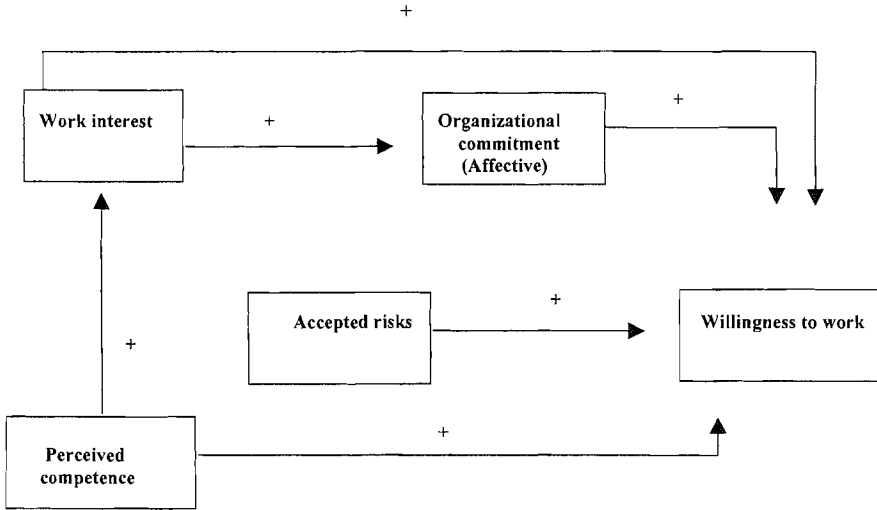 +
Work interest
+
Organizational
commitment
(Affective)
+
Accepted risks
+
Willingness to work
+
Perceived
competence
+